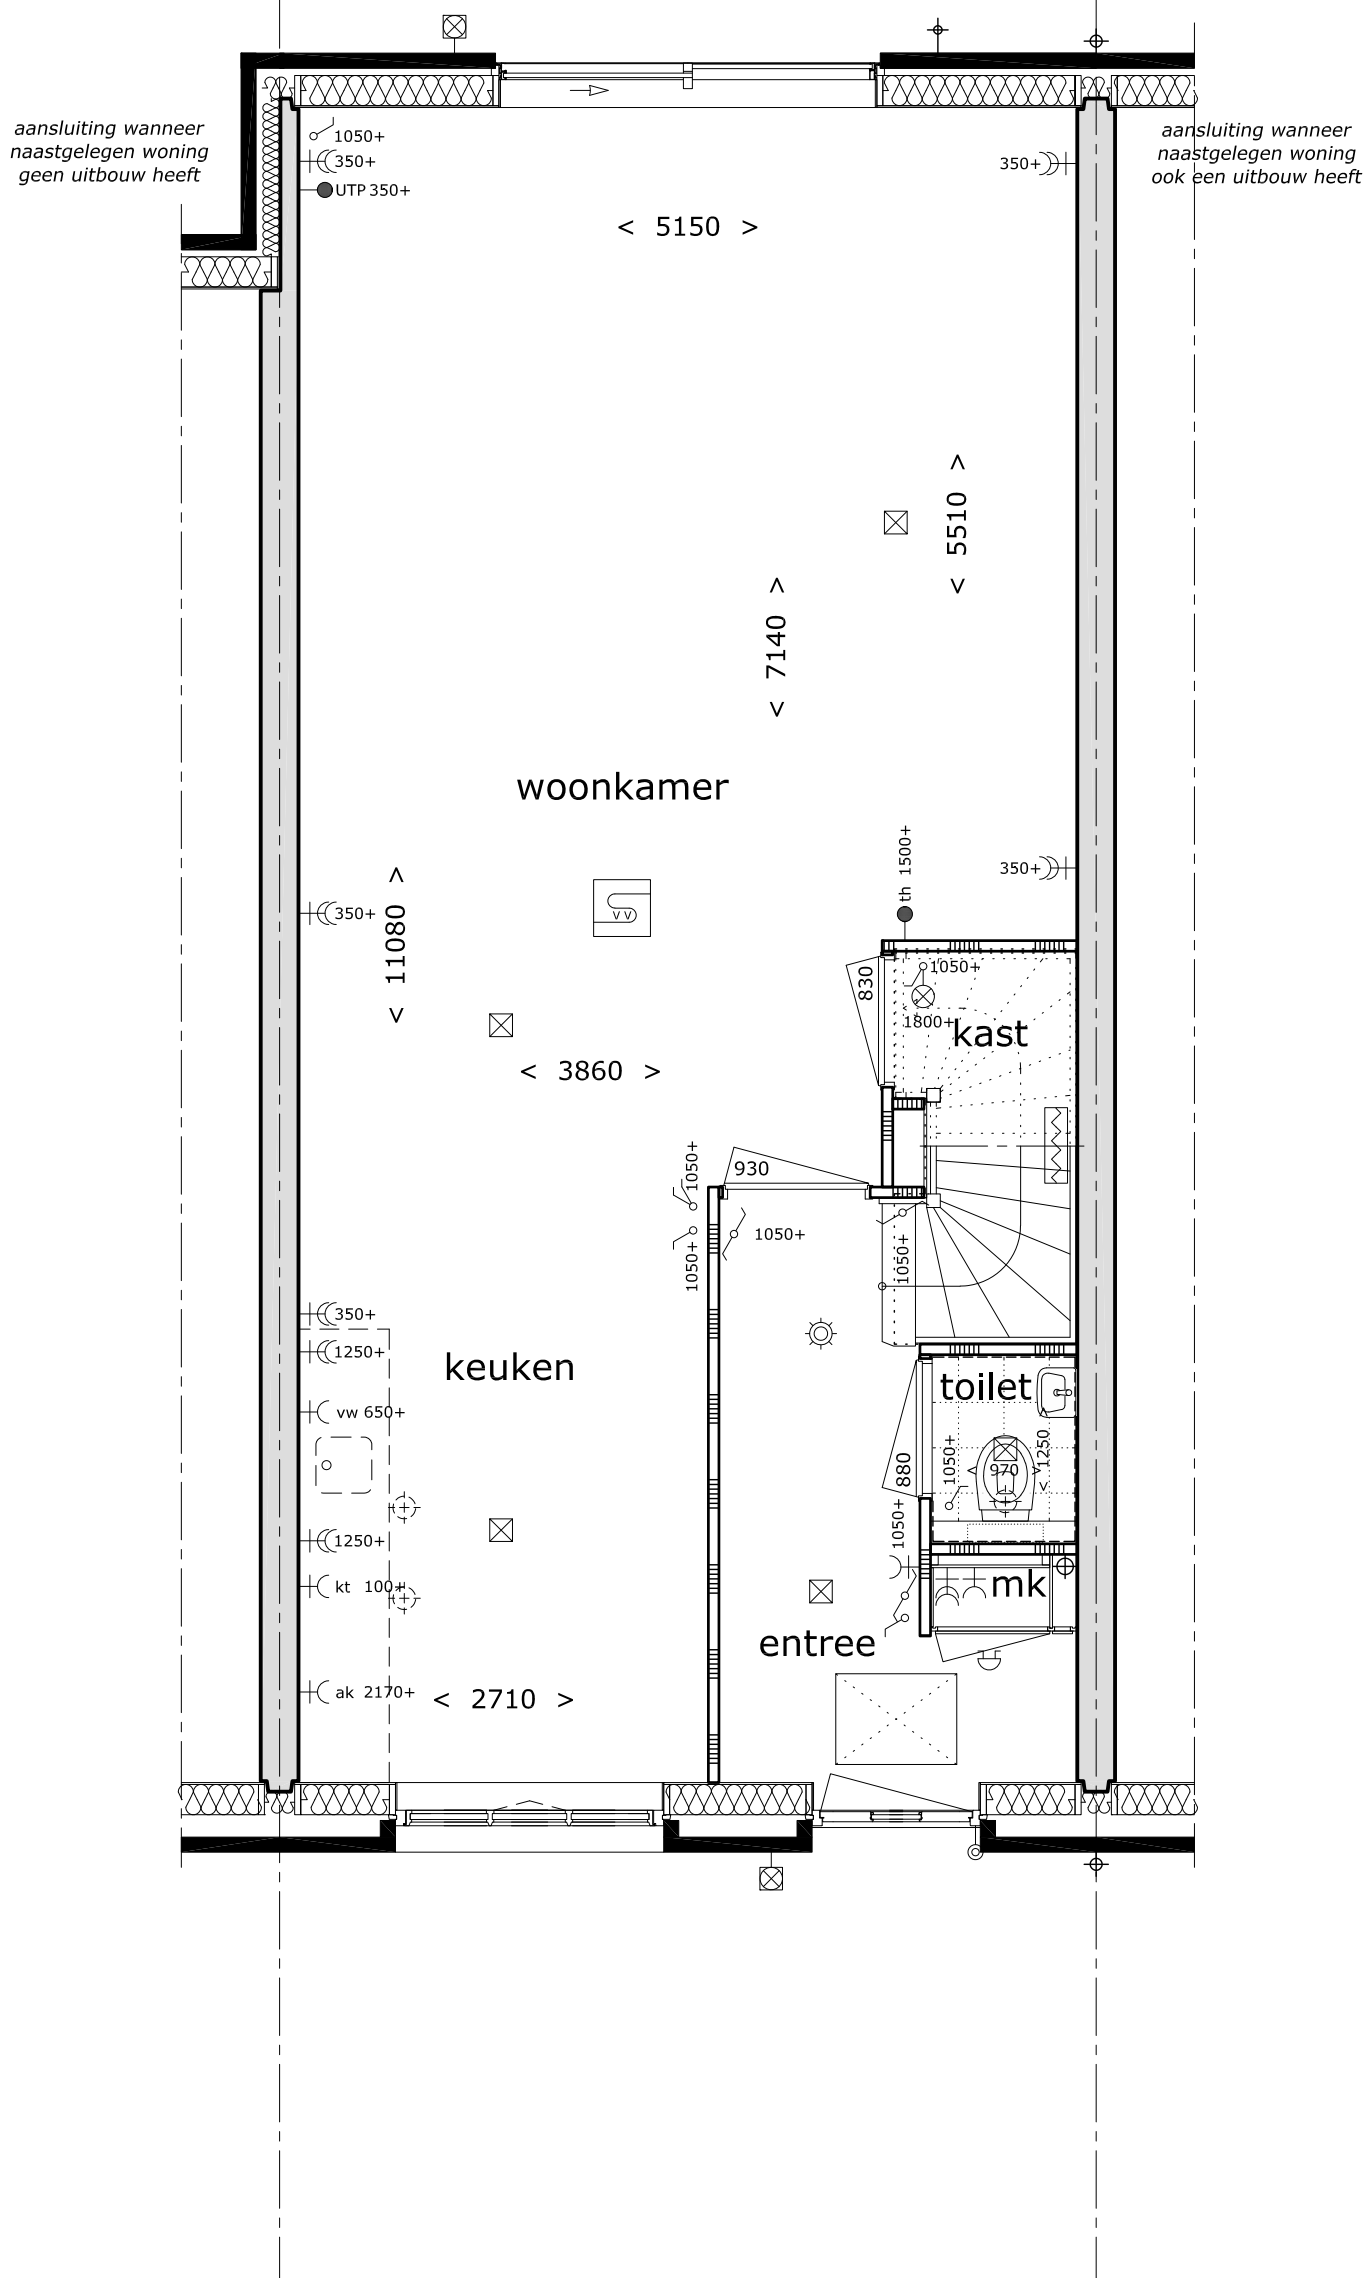 aansluiting wanneer
naastgelegen woning
geen uitbouw heeft
aansluiting wanneer
naastgelegen woning
ook een uitbouw heeft
1050+
350+
350+
UTP 350+
< 5150 >
< 5510 >
< 7140 >
woonkamer
th 1500+
350+
350+
< 11080 >
830
1050+
1800+
kast
< 3860 >
1050+
930
1050+
1050+
1050+
350+
1250+
keuken
toilet
vw 650+
880
1050+
< 970 >
< 1250 >
1050+
1250+
kt 100+
mk
entree
ak 2170+
< 2710 >